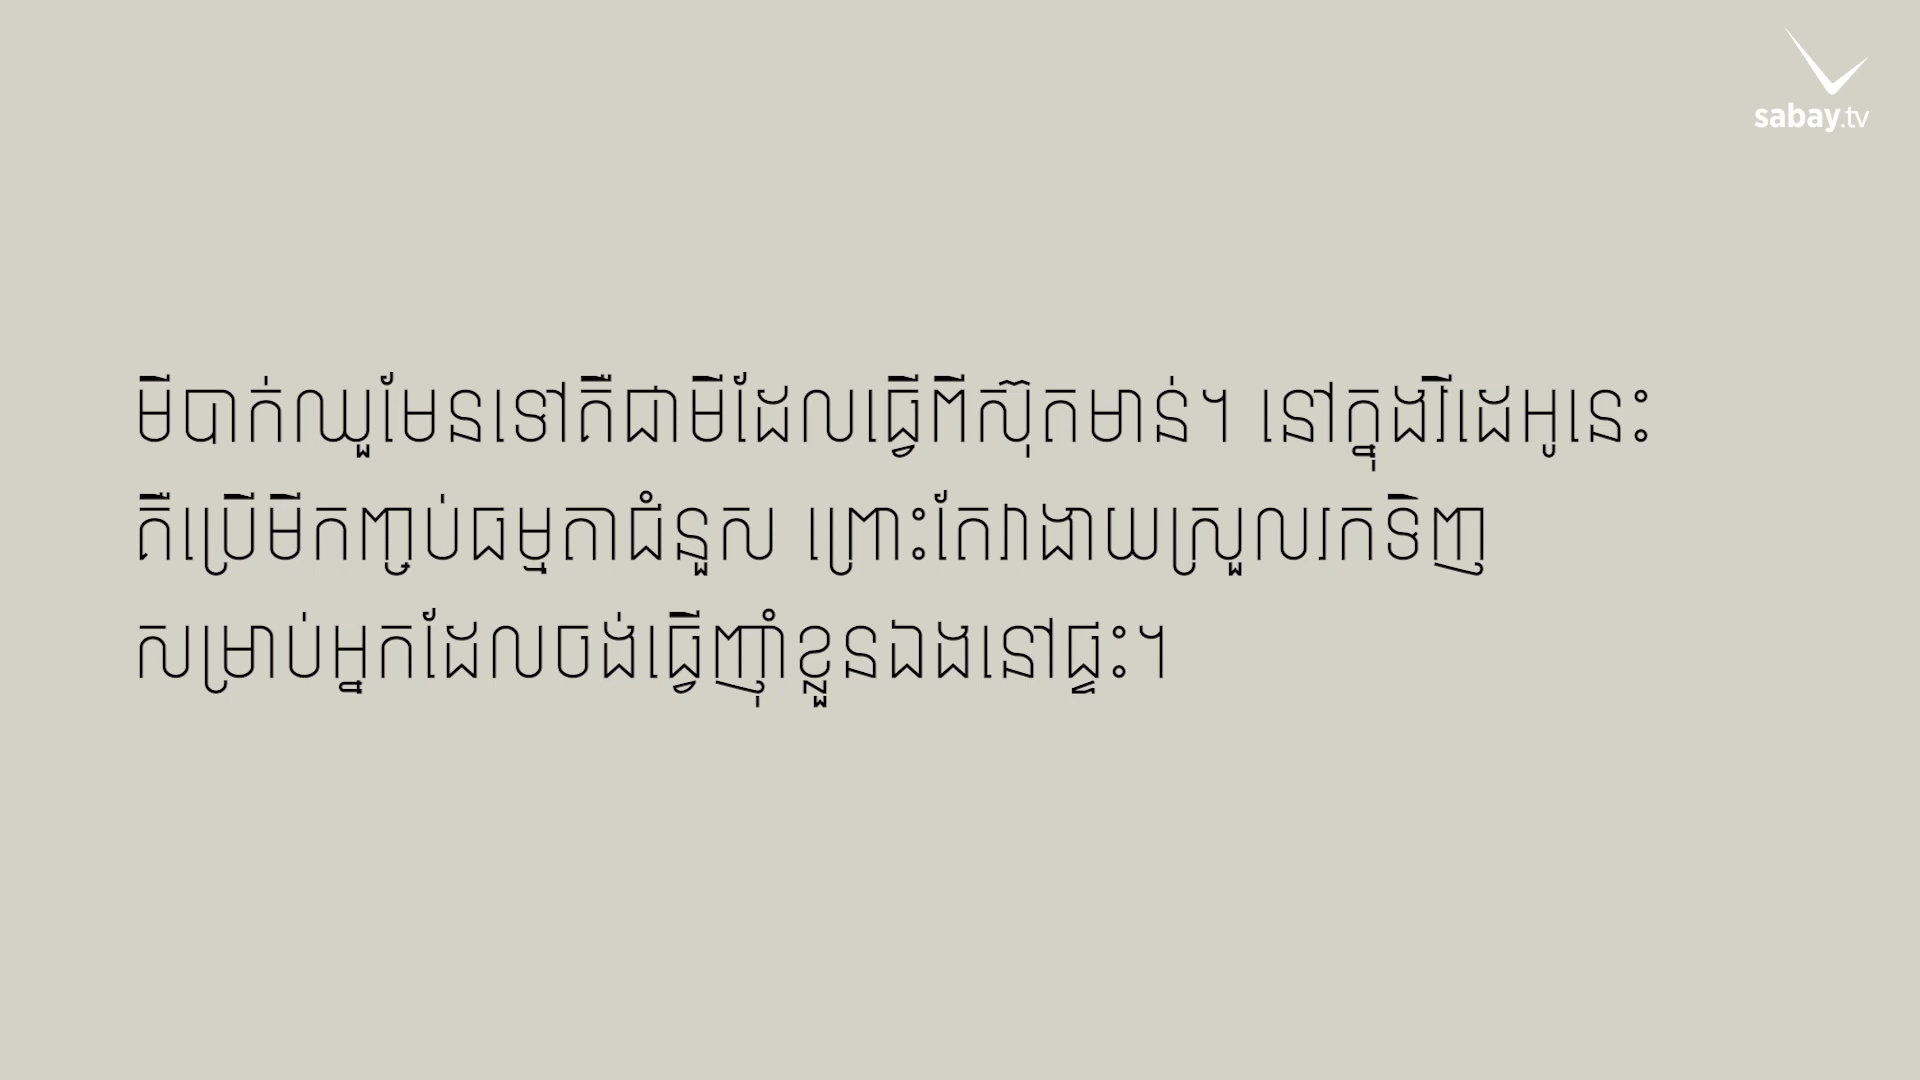 sabay.tv
មីបាក់ឈូមែនទៅគឺជាមីដែលធ្វើពីស៊ុតមាន់។ នៅក្នុងវីដេអូនេះ
គឺប្រើមីកញ្ចប់ធម្មតាជំនួស ព្រោះតែវាងាយស្រួលរកទិញ
សម្រាប់អ្នកដែលចង់ធ្វើញ៉ាំខ្លួនឯងនៅផ្ទះ។